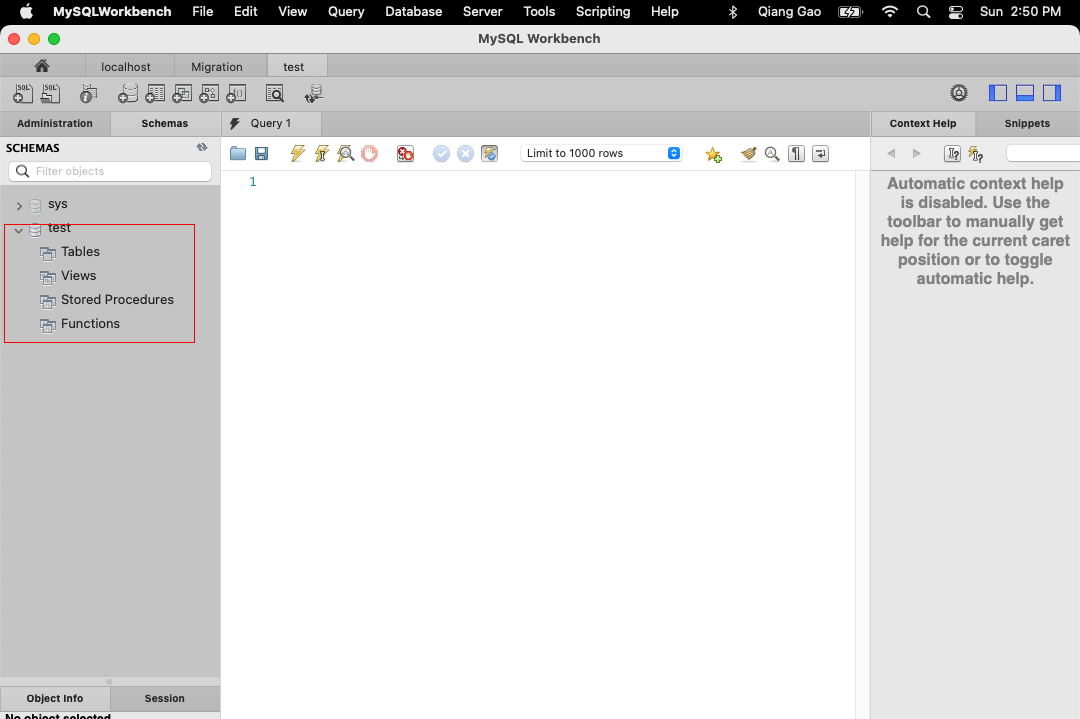 MySQLWorkbench File Edit View Query Database Server Tools Scripting Help Qiang Gao Sun 2:50 PM
MySQL Workbench
localhost Migration test
Administration Schemas Query 1 Context Help Snippets
SCHEMAS
Filter objects
Limit to 1000 rows
1
sys
test
Tables
Views
Stored Procedures
Functions
Automatic context help
is disabled. Use the
toolbar to manually get
help for the current caret
position or to toggle
automatic help.
Object Info Session
No object selected